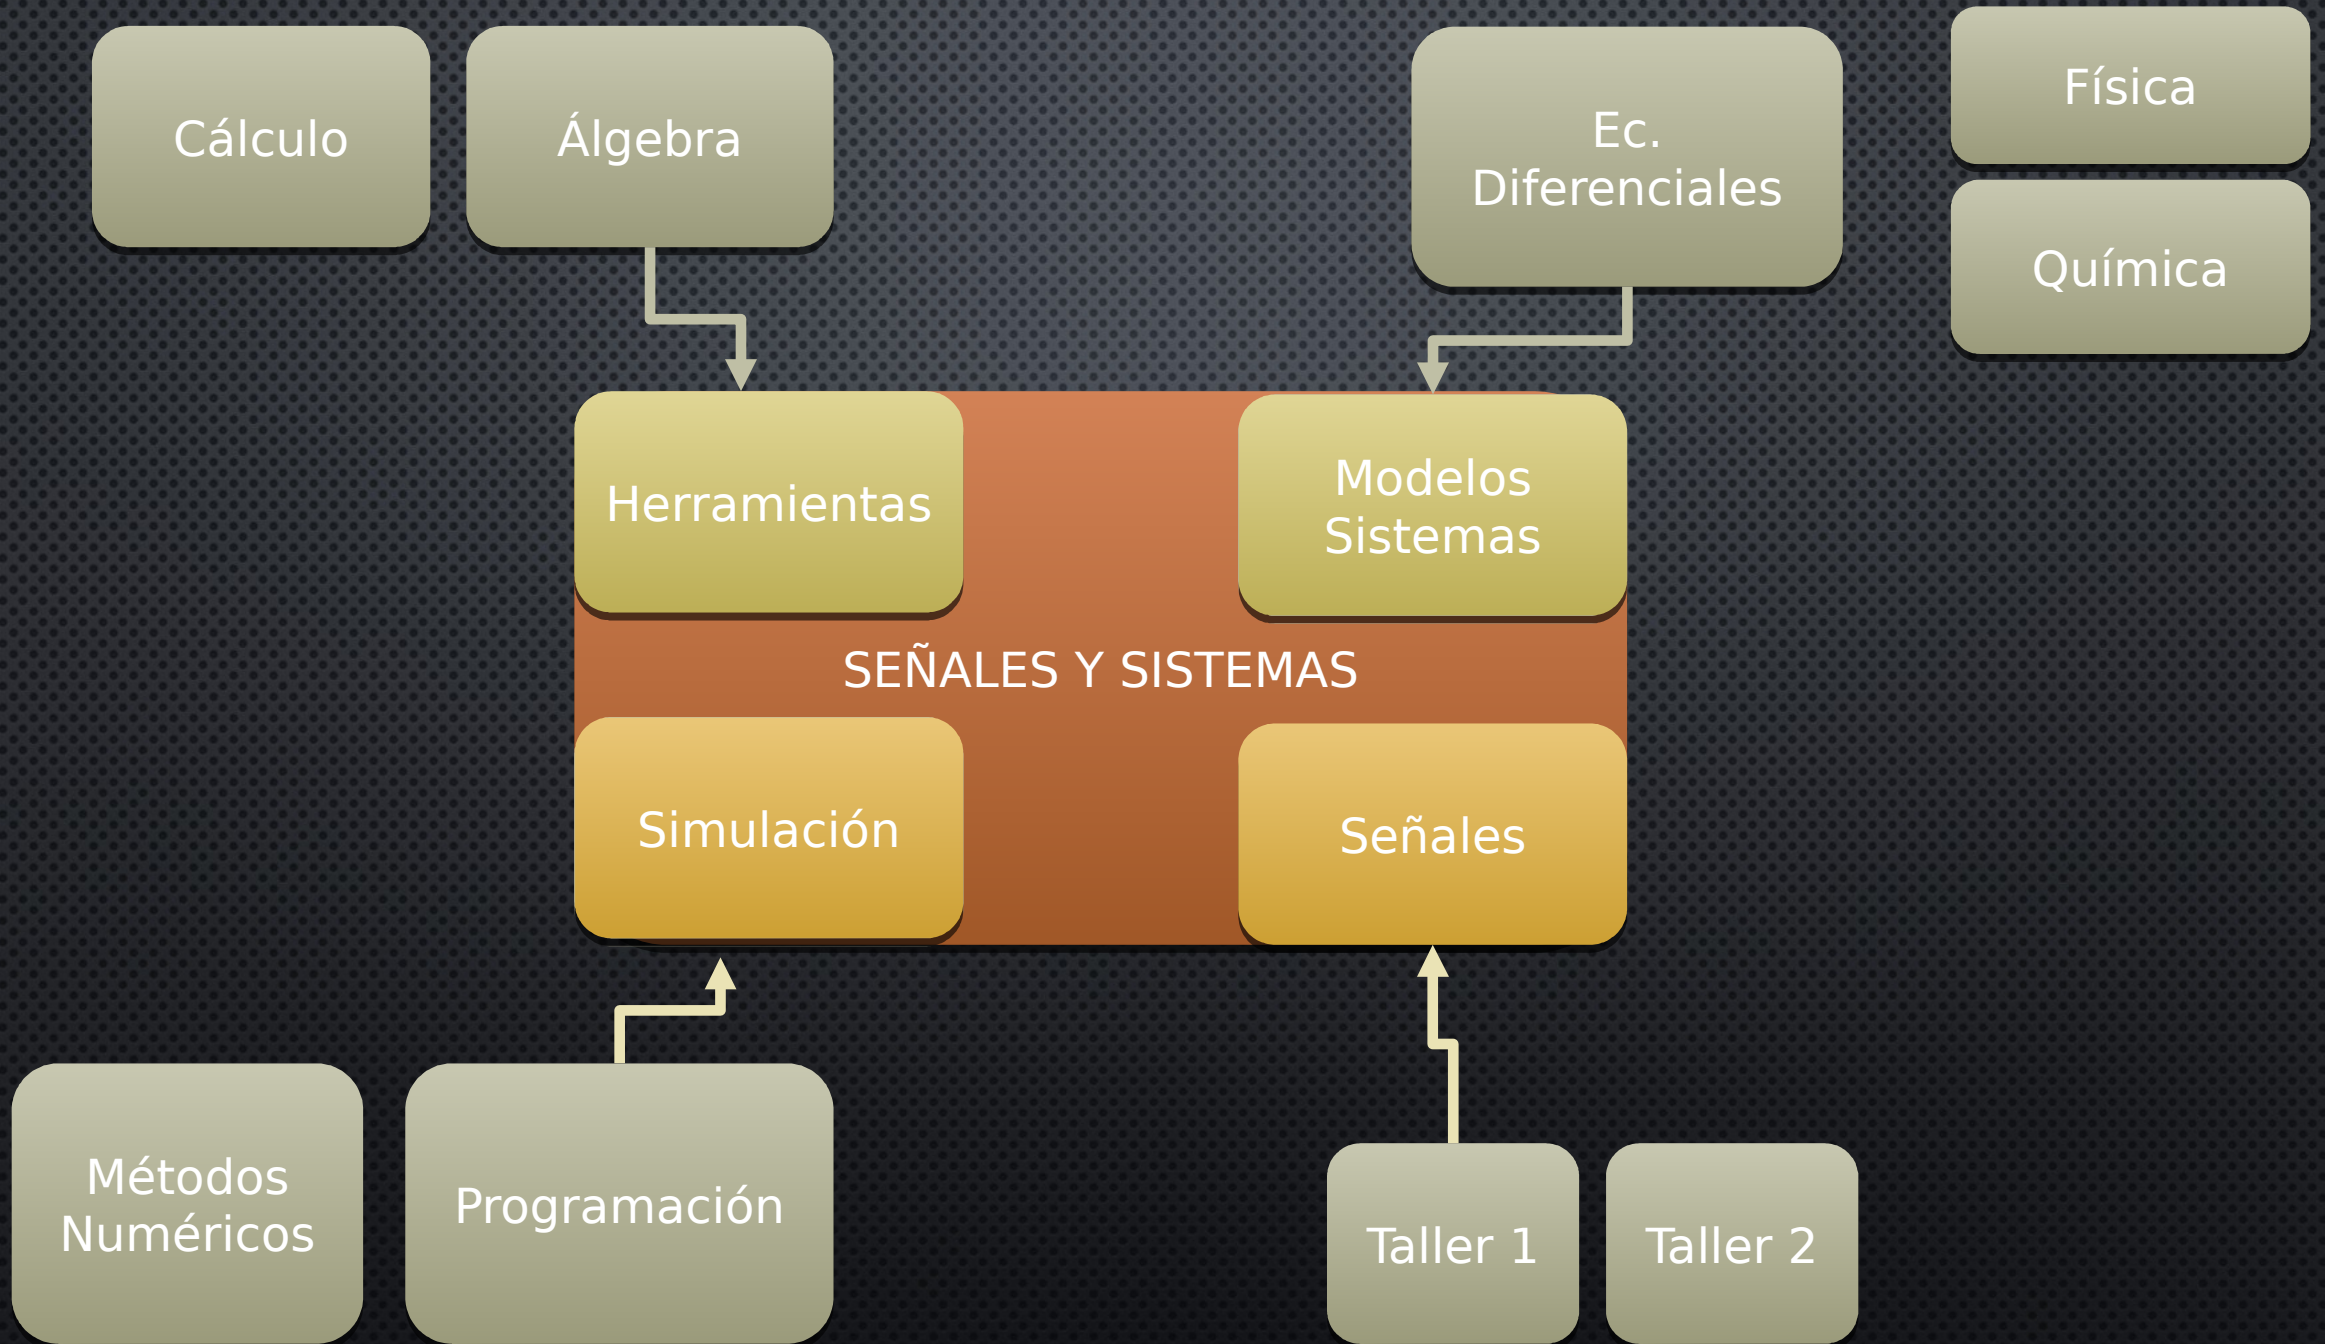 Cálculo
Álgebra
Ec.
Diferenciales
Física
Química
Herramientas
Modelos
Sistemas
SEÑALES Y SISTEMAS
Simulación
Señales
Métodos
Numéricos
Programación
Taller 1
Taller 2